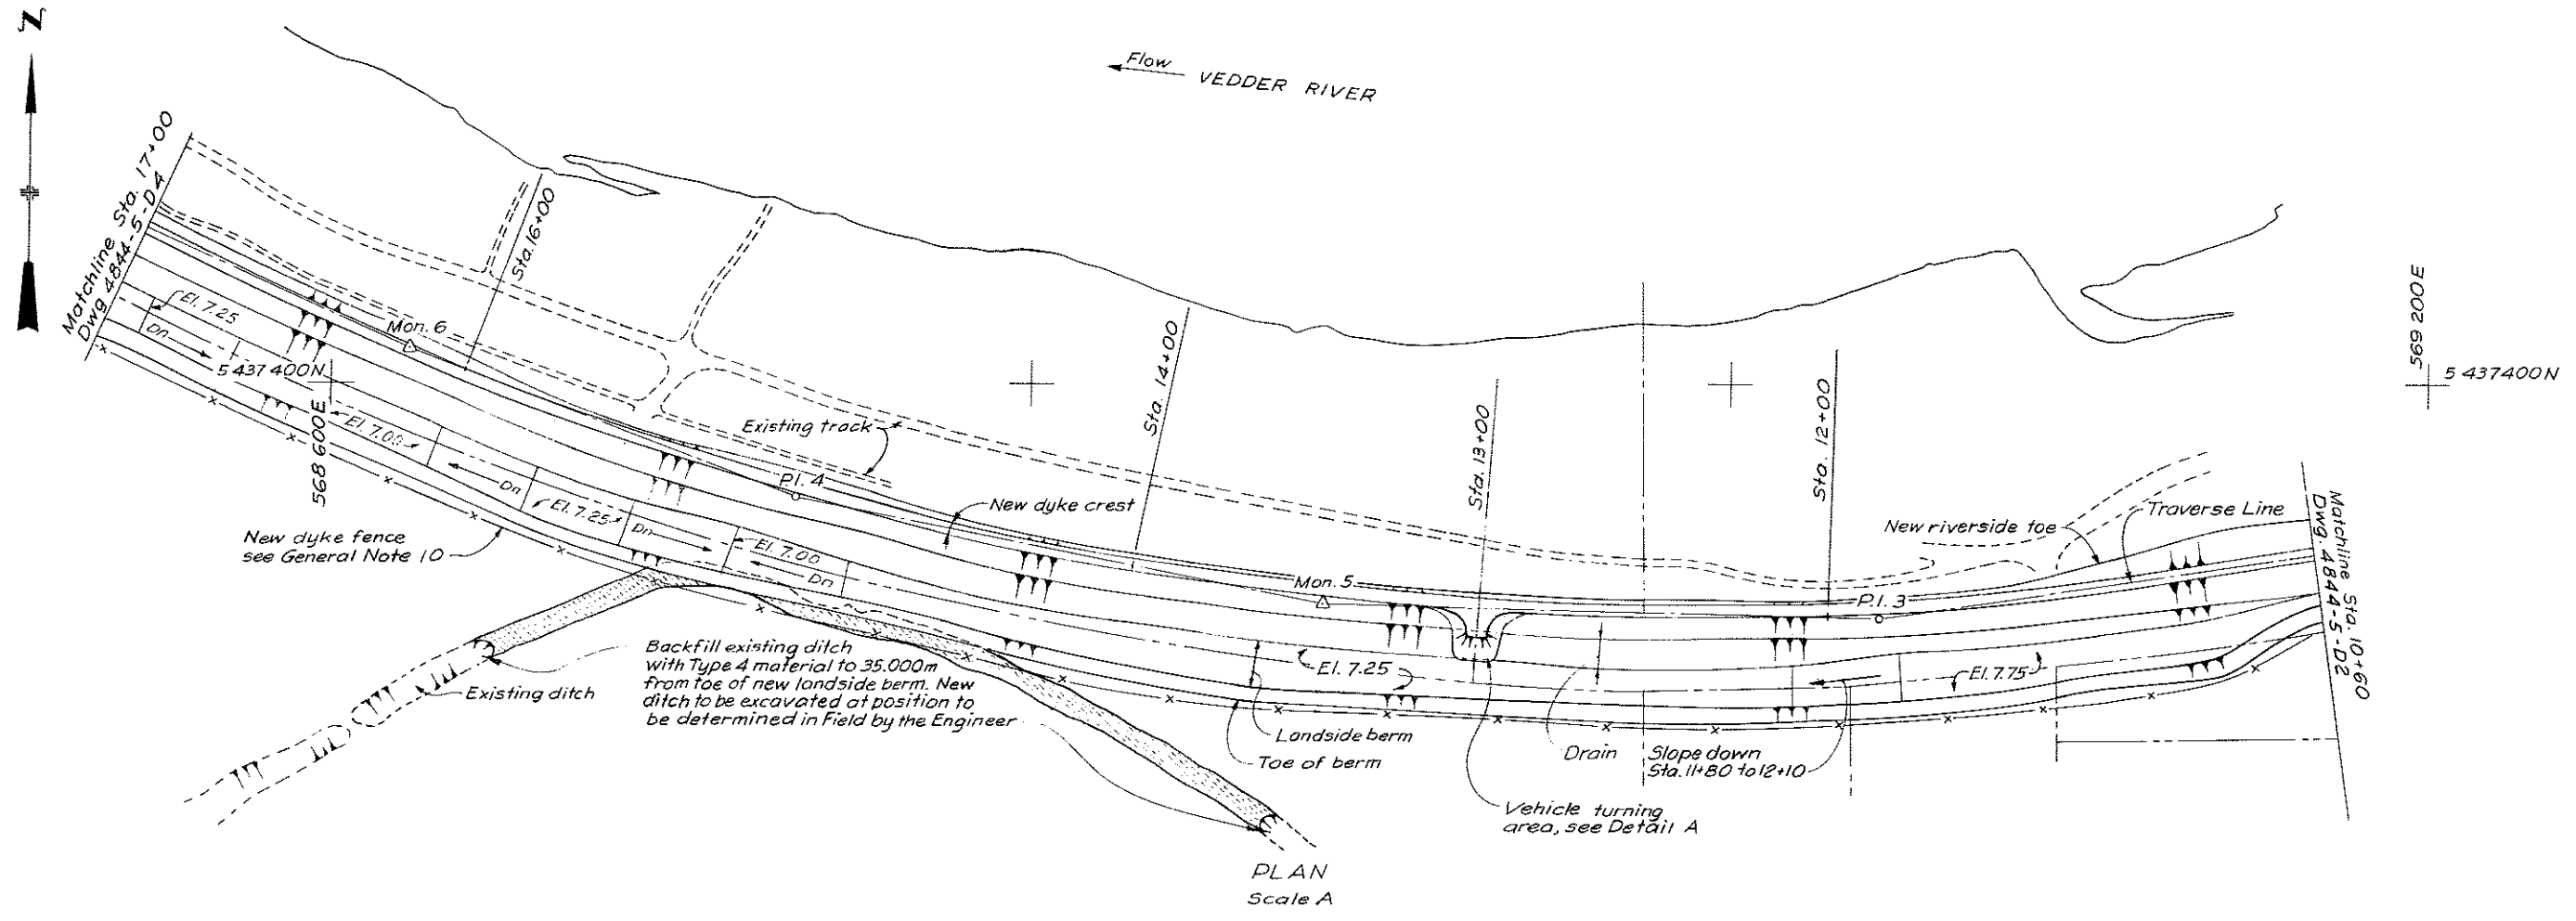 N
Flow
VEDDER RIVER
Matchline Sta. 17+00
Dwg 4844-5-D4
Sta. 16+00
El. 7.25
Dn
Mon. 6
5 437 400N
568 600E
El. 7.00
Dn
El. 7.25
Dn
El. 7.00
Dn
Existing track
P.I. 4
New dyke crest
Sta. 14+00
Sta. 13+00
Sta. 12+00
569 200E
5 437400N
New riverside toe
Traverse Line
Matchline Sta. 10+60
Dwg 4844-5-D2
New dyke fence
see General Note 10
Mon. 5
P.I. 3
El. 7.25
El. 7.75
Backfill existing ditch
with Type 4 material to 35.000m
from toe of new landside berm. New
ditch to be excavated at position to
be determined in Field by the Engineer
Existing ditch
Landside berm
Toe of berm
Drain
Slope down
Sta. 11+80 to 12+10
Vehicle turning
area, see Detail A
PLAN
Scale A